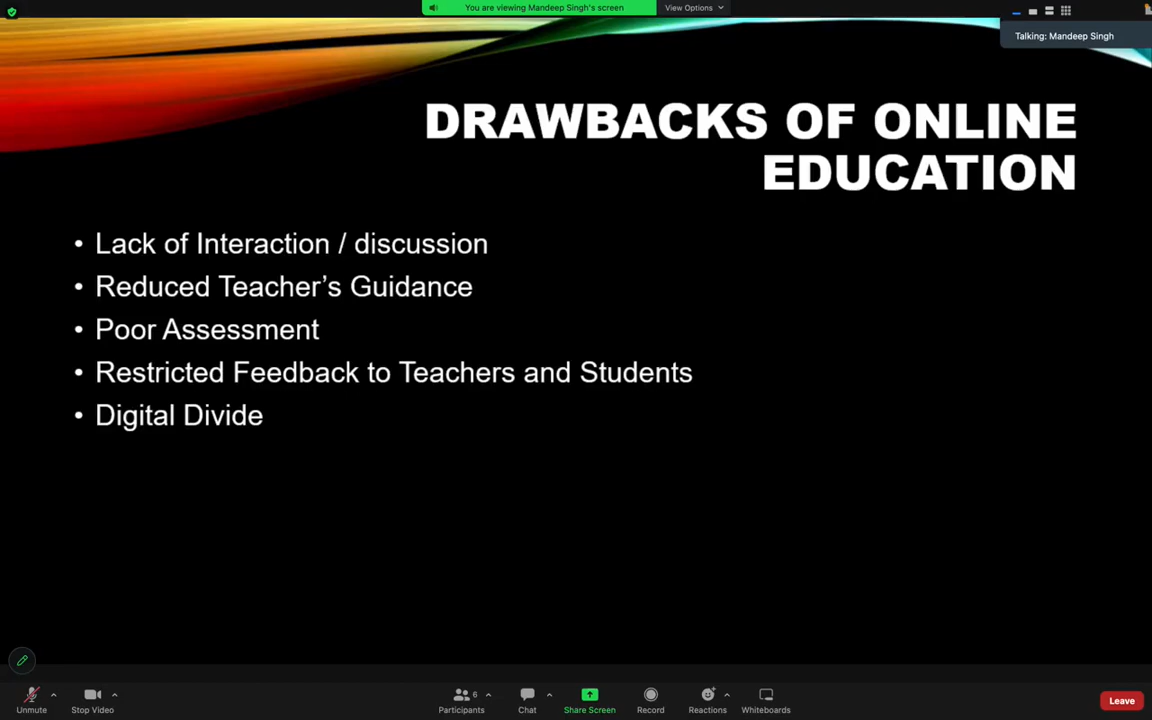 You are viewing Mandeep Singh's screen
View Options
Talking: Mandeep Singh
DRAWBACKS OF ONLINE
EDUCATION
• Lack of Interaction / discussion
• Reduced Teacher’s Guidance
• Poor Assessment
• Restricted Feedback to Teachers and Students
• Digital Divide
Unmute
Stop Video
6
Participants
Chat
Share Screen
Record
Reactions
Whiteboards
Leave